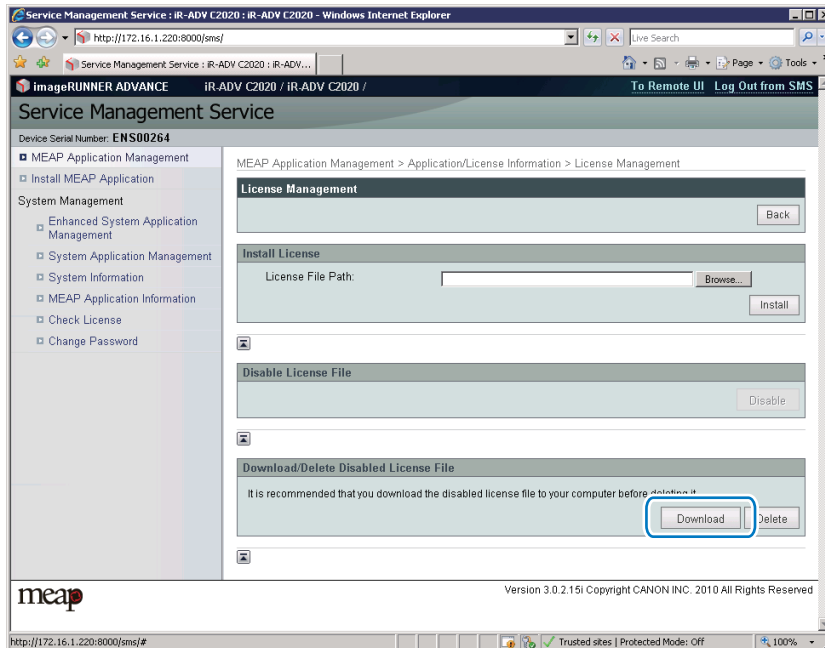 Service Management Service : iR-ADV C2020 : iR-ADV C2020 - Windows Internet Explorer
http://172.16.1.220:8000/sms/
Live Search
Service Management Service : iR-ADV C2020 : iR-ADV...
Page
Tools
imageRUNNER ADVANCE iR-ADV C2020 / iR-ADV C2020 /
To Remote UI Log Out from SMS
Service Management Service
Device Serial Number: ENS00264
MEAP Application Management
Install MEAP Application
System Management
Enhanced System Application
Management
System Application Management
System Information
MEAP Application Information
Check License
Change Password
MEAP Application Management > Application/License Information > License Management
License Management
Back
Install License
License File Path:
Browse...
Install
Disable License File
Disable
Download/Delete Disabled License File
It is recommended that you download the disabled license file to your computer before deleting it.
Download
Delete
meap
Version 3.0.2.15i Copyright CANON INC. 2010 All Rights Reserved
http://172.16.1.220:8000/sms/#
Trusted sites | Protected Mode: Off
100%